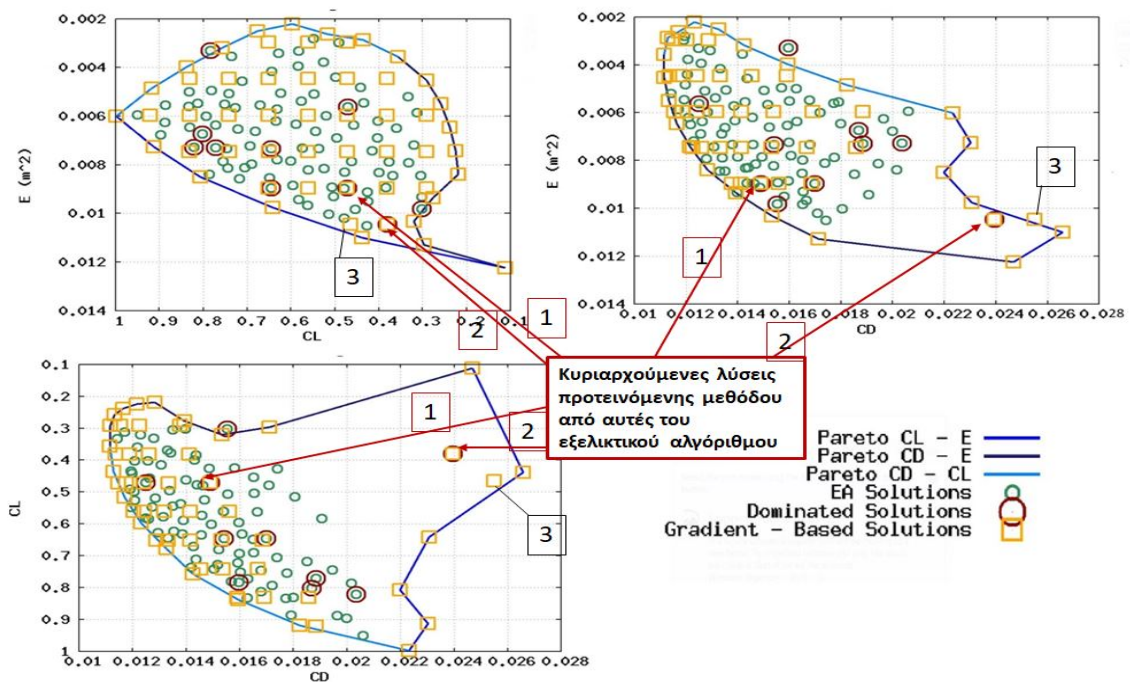 0.002
0.004
0.006
0.008
0.01
0.012
0.014
E (m^2)
1 0.9 0.8 0.7 0.6 0.5 0.4 0.3 0.2 0.1
CL
3
2
1
0.002
0.004
0.006
0.008
0.01
0.012
0.014
E (m^2)
0.01 0.012 0.014 0.016 0.018 0.02 0.022 0.024 0.026 0.028
CD
3
1
2
0.1
0.2
0.3
0.4
0.5
0.6
0.7
0.8
0.9
1
CL
0.01 0.012 0.014 0.016 0.018 0.02 0.022 0.024 0.026 0.028
CD
1
2
3
Κυριαρχούμενες λύσεις
προτεινόμενης μεθόδου
από αυτές του
εξελικτικού αλγόριθμου
Pareto CL - E
Pareto CD - E
Pareto CD - CL
EA Solutions
Dominated Solutions
Gradient - Based Solutions